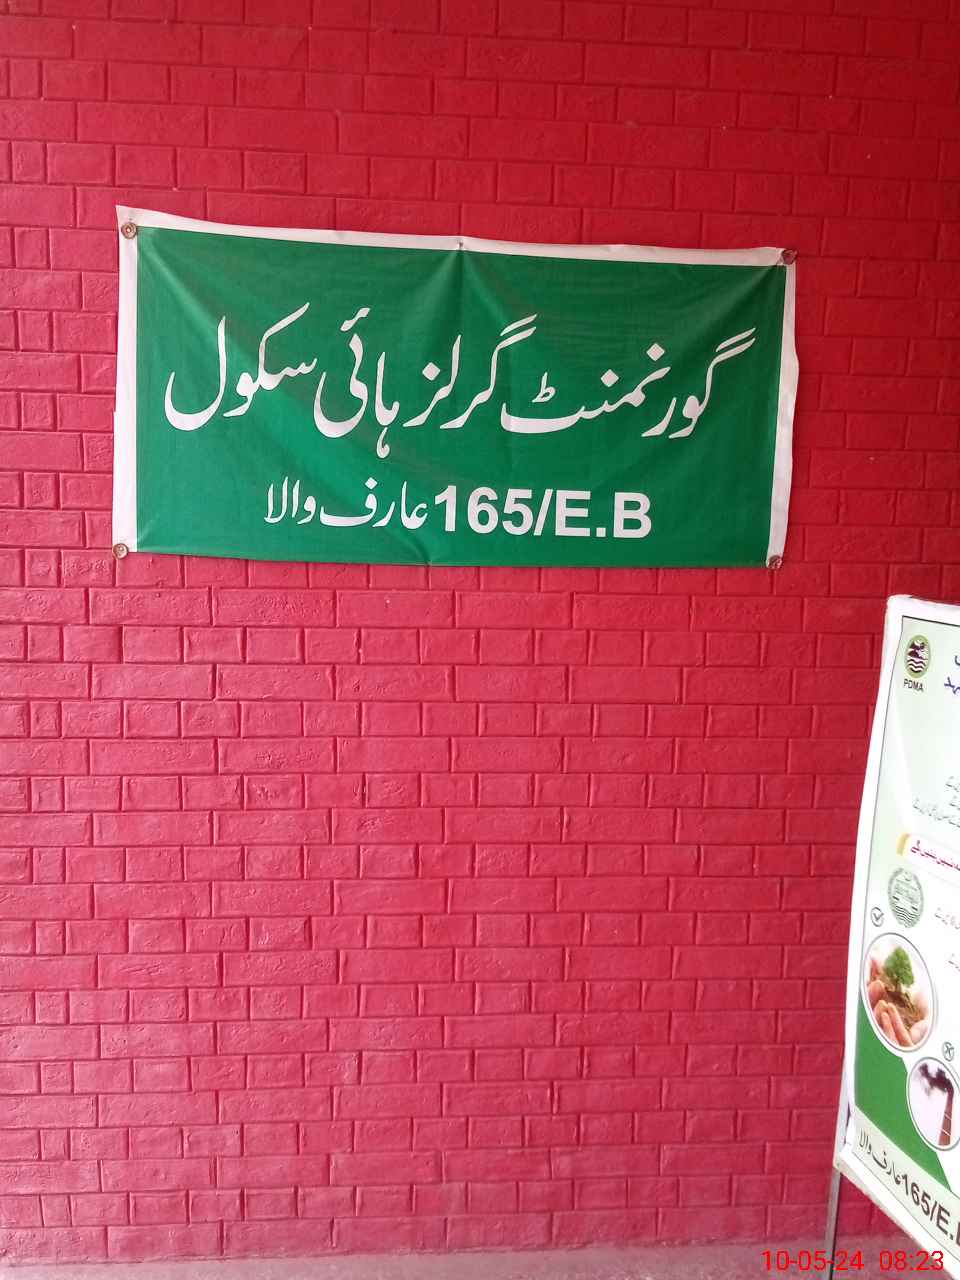 گورنمنٹ گرلز ہائی سکول
165/E.B عارف والا
PDMA
165/E.B عارف والا
10-05-24 08:23